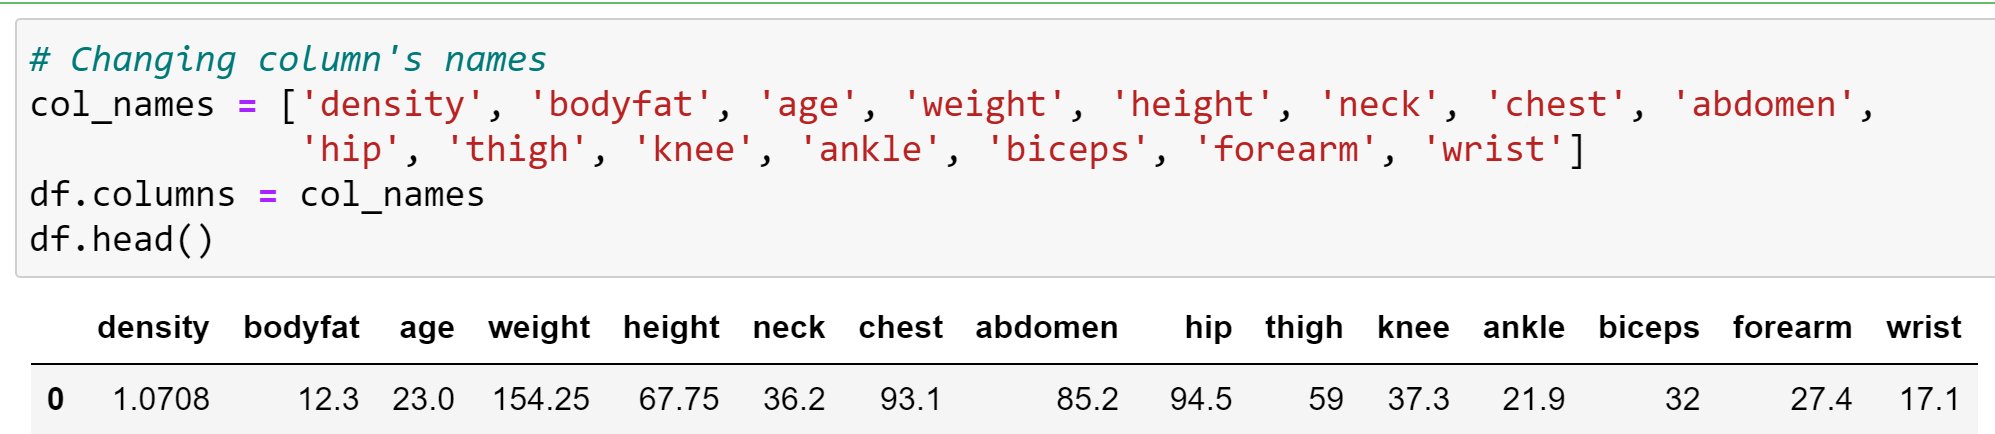 # Changing column's names
col_names = ['density', 'bodyfat', 'age', 'weight', 'height', 'neck', 'chest', 'abdomen',
'hip', 'thigh', 'knee', 'ankle', 'biceps', 'forearm', 'wrist']
df.columns = col_names
df.head()
density bodyfat age weight height neck chest abdomen hip thigh knee ankle biceps forearm wrist
0 1.0708 12.3 23.0 154.25 67.75 36.2 93.1 85.2 94.5 59 37.3 21.9 32 27.4 17.1